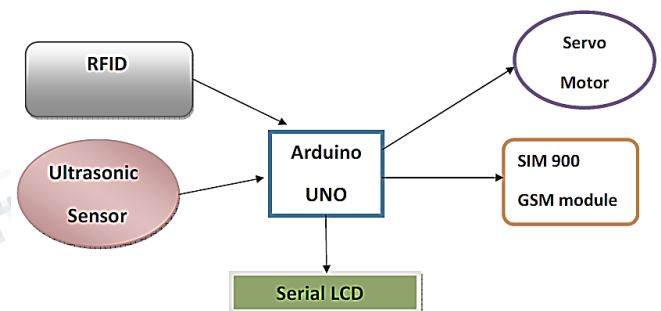 RFID
Servo
Motor
Ultrasonic
Sensor
Arduino
UNO
SIM 900
GSM module
Serial LCD